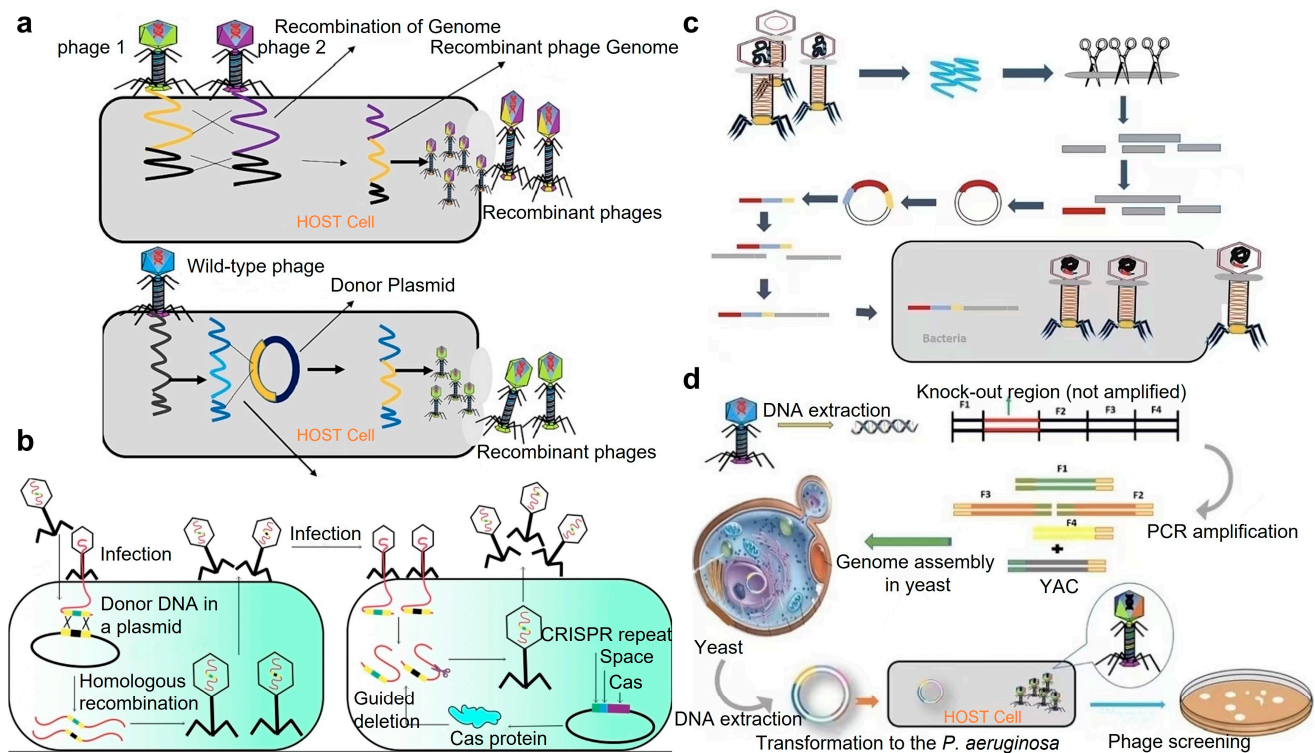 a
phage 1
phage 2
Recombination of Genome
Recombinant phage Genome
HOST Cell
Recombinant phages
Wild-type phage
Donor Plasmid
HOST Cell
Recombinant phages
b
Infection
Donor DNA in
a plasmid
Homologous
recombination
Infection
CRISPR repeat
Space
Cas
Guided
deletion
Cas protein
c
Bacteria
d
DNA extraction
Knock-out region (not amplified)
F1
F2
F3
F4
F1
F3
F2
F4
+
YAC
PCR amplification
Genome assembly
in yeast
Yeast
DNA extraction
HOST Cell
Transformation to the P. aeruginosa
Phage screening